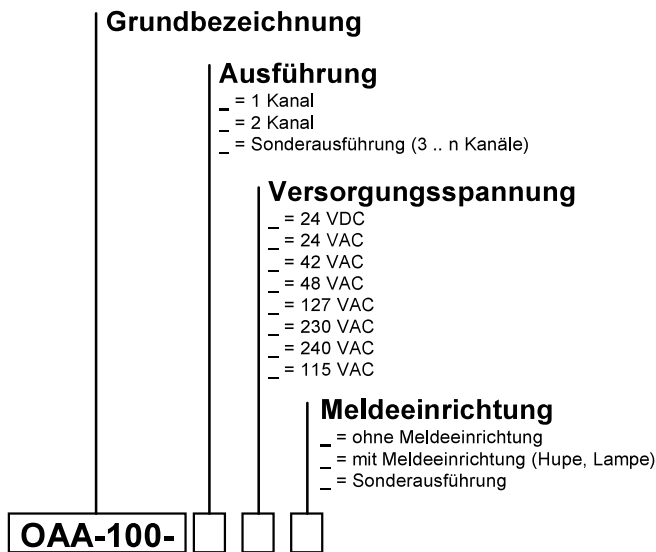 Grundbezeichnung
Ausführung
_ = 1 Kanal
_ = 2 Kanal
_ = Sonderausführung (3 .. n Kanäle)
Versorgungsspannung
_ = 24 VDC
_ = 24 VAC
_ = 42 VAC
_ = 48 VAC
_ = 127 VAC
_ = 230 VAC
_ = 240 VAC
_ = 115 VAC
Meldeeinrichtung
_ = ohne Meldeeinrichtung
_ = mit Meldeeinrichtung (Hupe, Lampe)
_ = Sonderausführung
OAA-100-